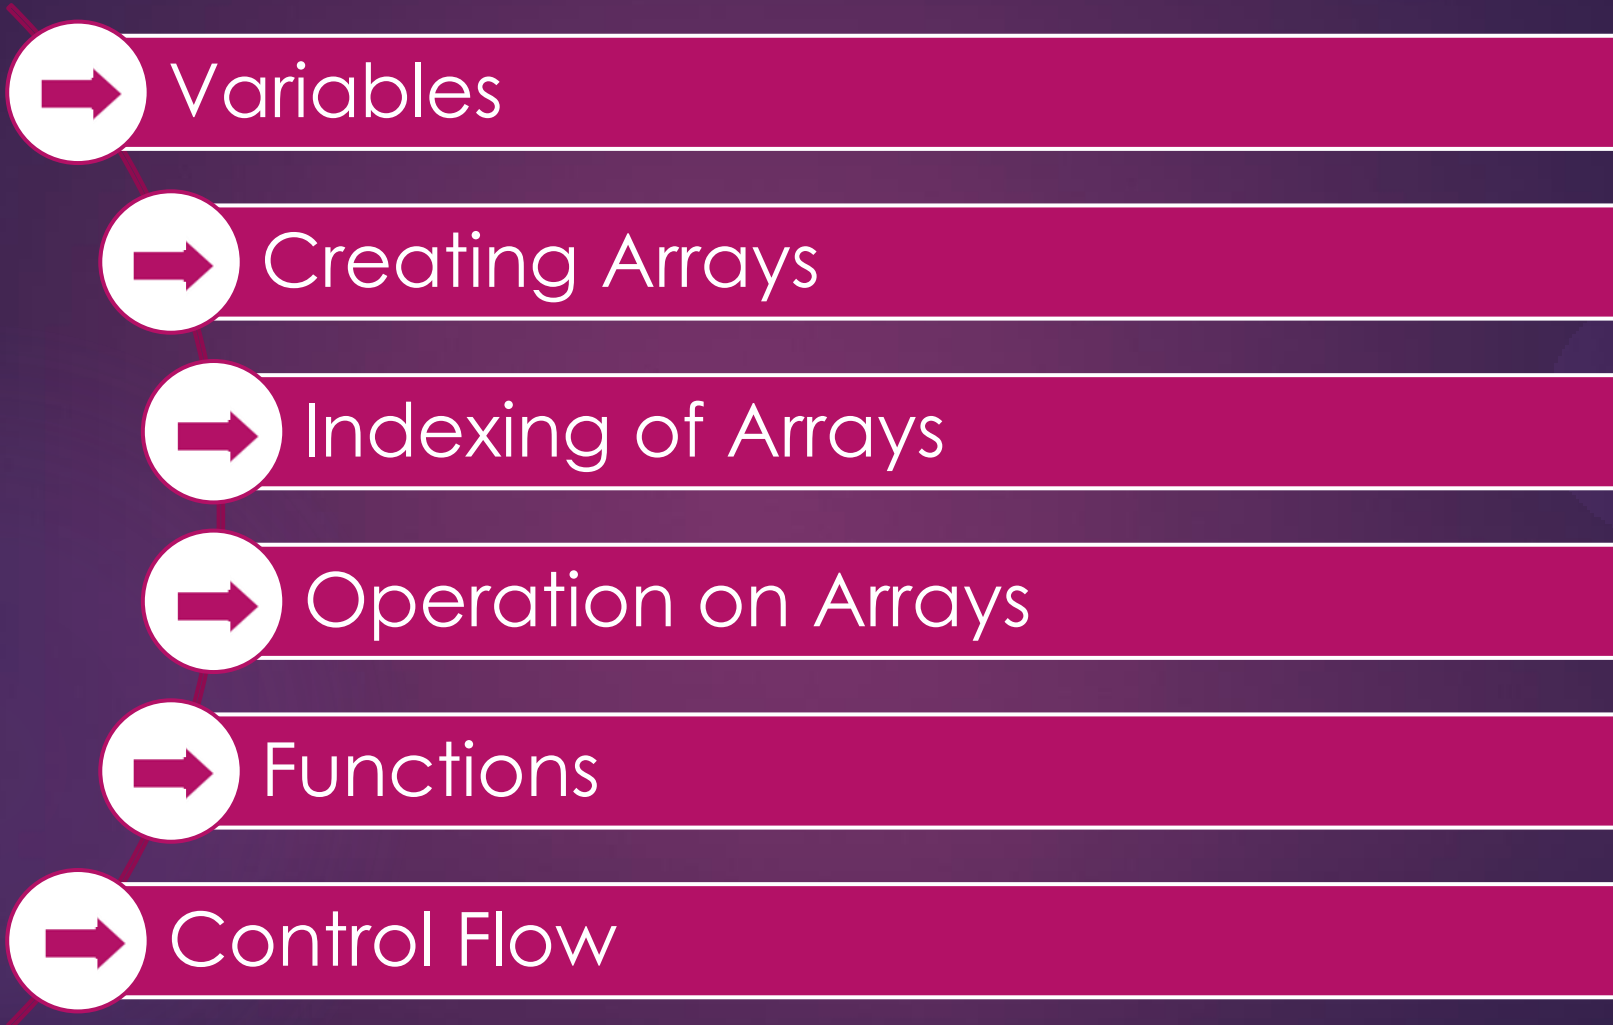 Variables
Creating Arrays
Indexing of Arrays
Operation on Arrays
Functions
Control Flow